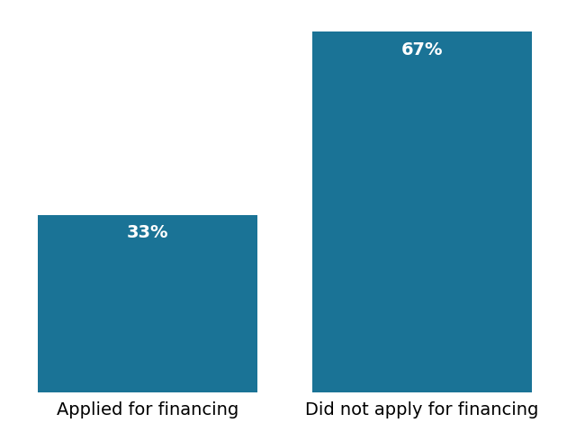 67%
33%
Applied for financing
Did not apply for financing